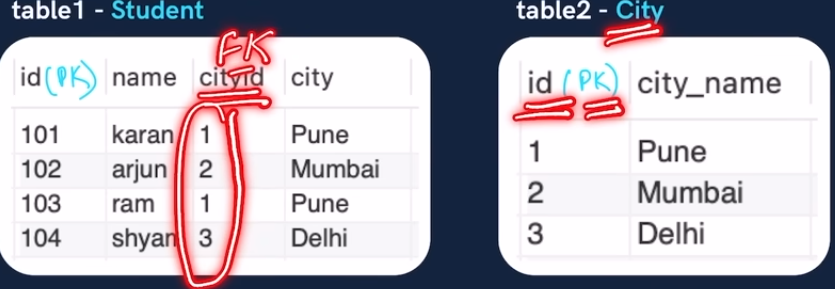 table1 - Student
FK
id (PK) name cityid city
101 karan 1 Pune
102 arjun 2 Mumbai
103 ram 1 Pune
104 shyam 3 Delhi
table2 - City
id (PK) city_name
1 Pune
2 Mumbai
3 Delhi